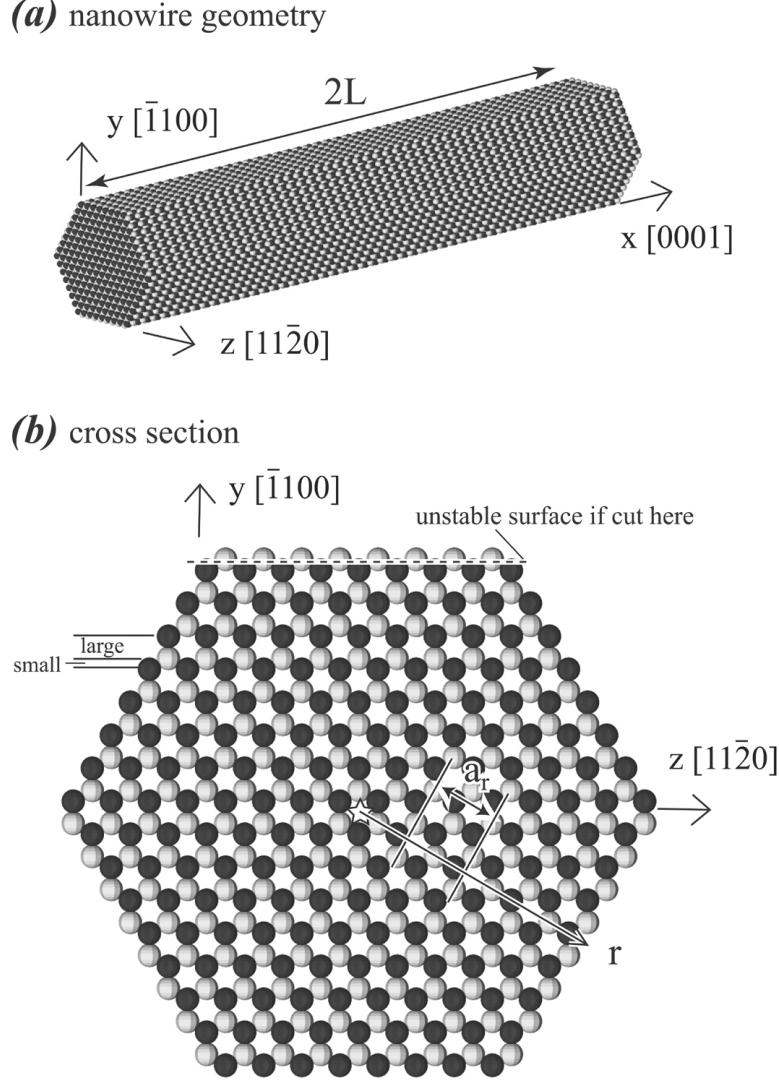 (a) nanowire geometry
2L
y [1̄100]
x [0001]
z [112̄0]
(b) cross section
y [1̄100]
unstable surface if cut here
large
small
z [112̄0]
aᵣ
r